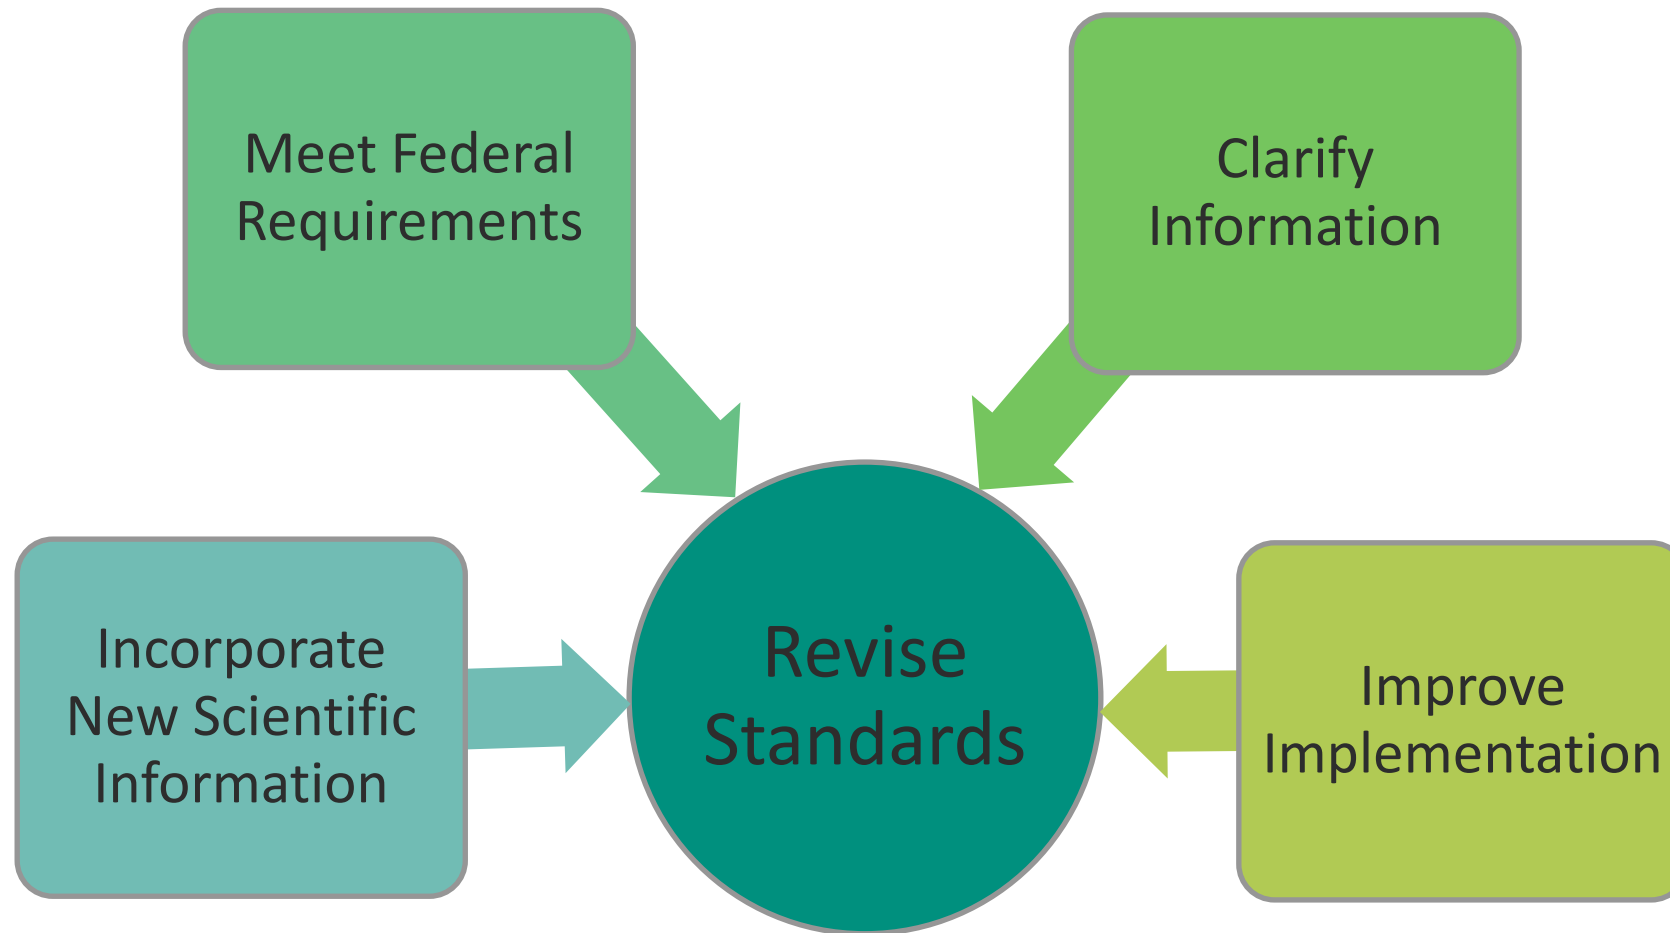 Meet Federal
Requirements
Clarify
Information
Incorporate
New Scientific
Information
Revise
Standards
Improve
Implementation